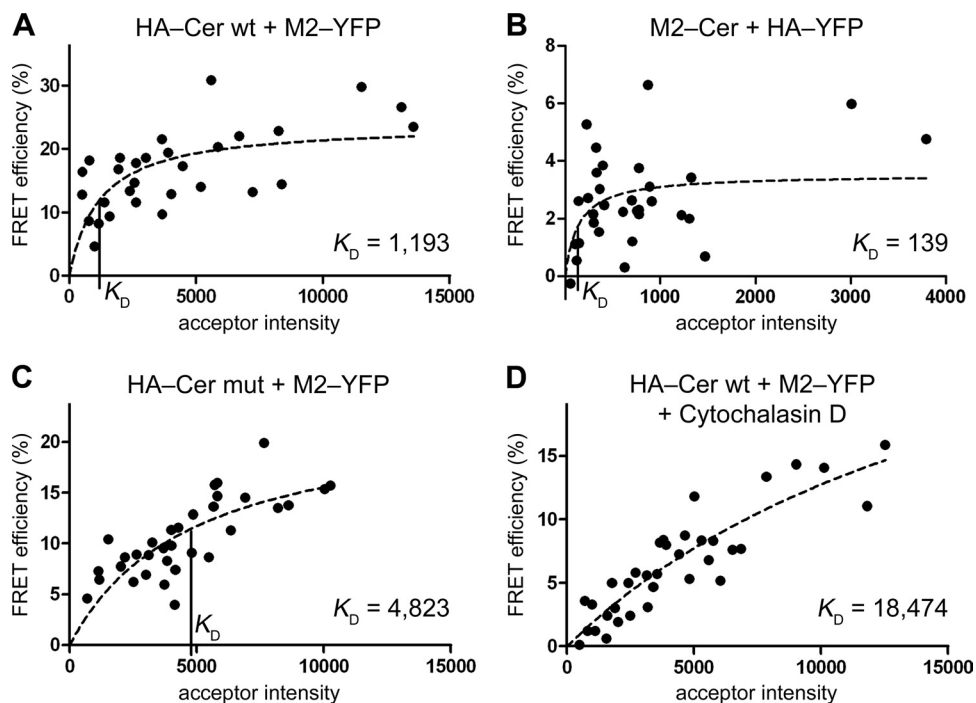 A
HA–Cer wt + M2–YFP
FRET efficiency (%)
30
20
10
0
K_D = 1,193
K_D
0 5000 10000 15000
acceptor intensity
B
M2–Cer + HA–YFP
FRET efficiency (%)
8
6
4
2
0
K_D = 139
K_D
0 1000 2000 3000 4000
acceptor intensity
C
HA–Cer mut + M2–YFP
FRET efficiency (%)
20
15
10
5
0
K_D = 4,823
K_D
0 5000 10000 15000
acceptor intensity
D
HA–Cer wt + M2–YFP
+ Cytochalasin D
FRET efficiency (%)
15
10
5
0
K_D = 18,474
0 5000 10000 15000
acceptor intensity